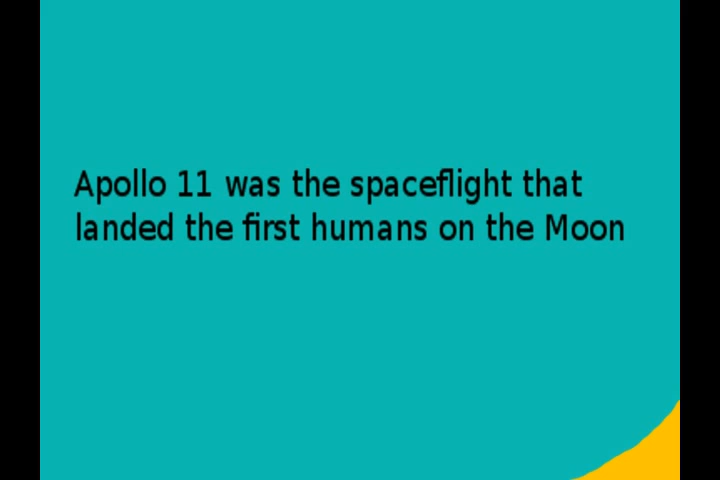 Apollo 11 was the spaceflight that
landed the first humans on the Moon